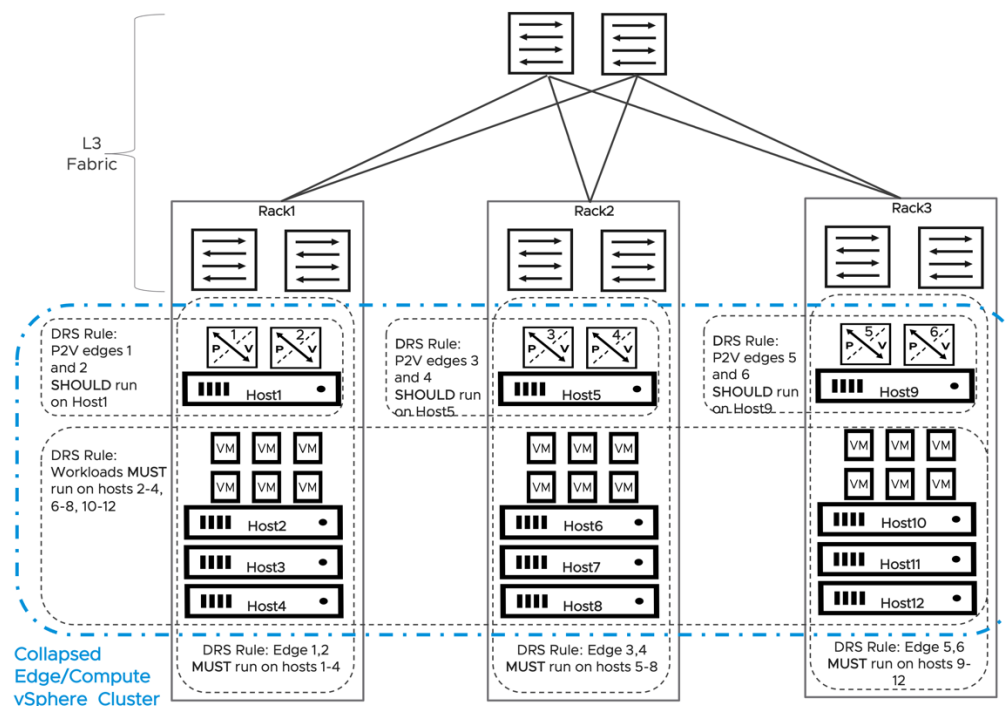 L3
Fabric
Rack1
Rack2
Rack3
DRS Rule:
P2V edges 1
and 2
SHOULD run
on Host1
1
2
P
V
P
V
Host1
DRS Rule:
P2V edges 3
and 4
SHOULD run
on Host5
3
4
P
V
P
V
Host5
DRS Rule:
P2V edges 5
and 6
SHOULD run
on Host9
5
6
P
V
P
V
Host9
DRS Rule:
Workloads MUST
run on hosts 2-4,
6-8, 10-12
VM VM VM
VM VM VM
Host2
Host3
Host4
VM VM VM
VM VM VM
Host6
Host7
Host8
VM VM VM
VM VM VM
Host10
Host11
Host12
Collapsed
Edge/Compute
vSphere Cluster
DRS Rule: Edge 1,2
MUST run on hosts 1-4
DRS Rule: Edge 3,4
MUST run on hosts 5-8
DRS Rule: Edge 5,6
MUST run on hosts 9-
12